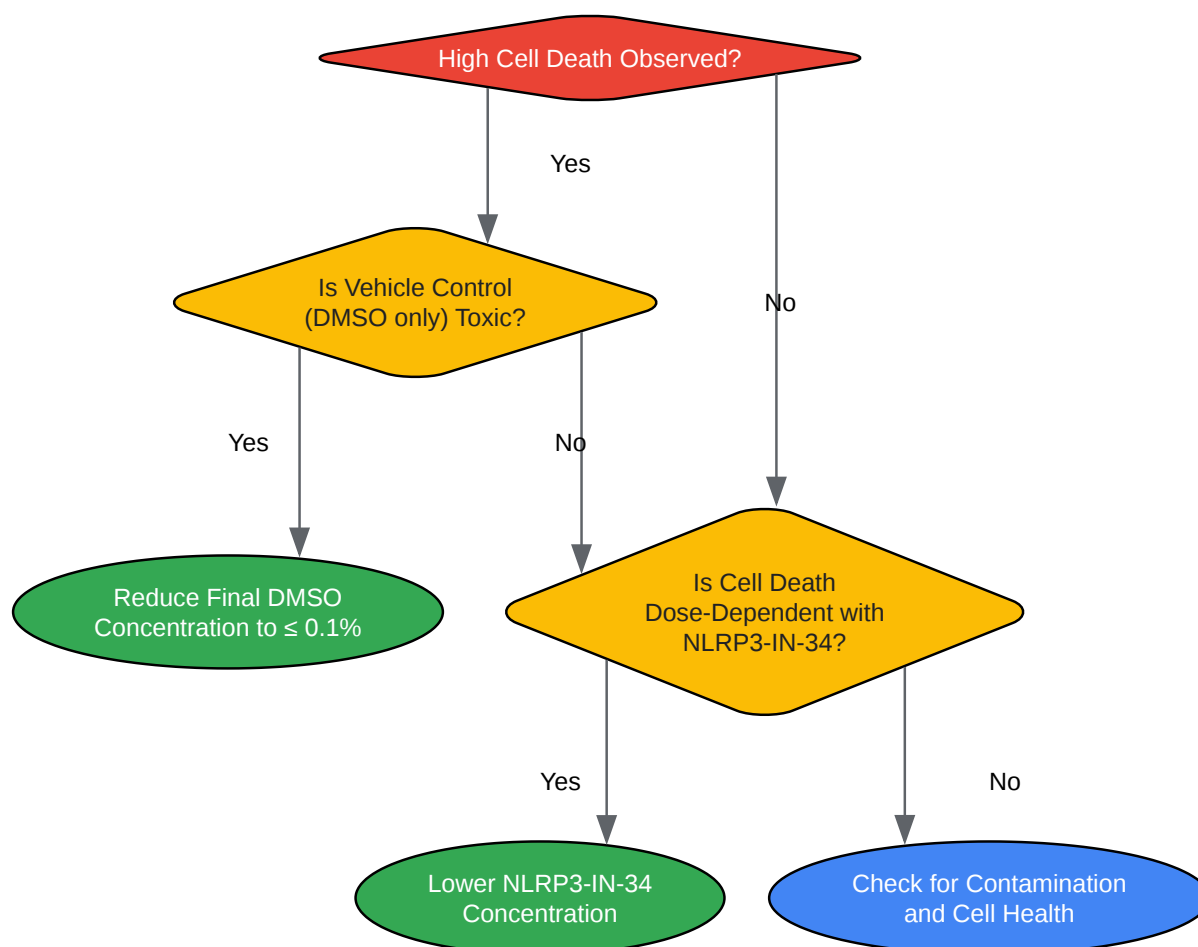 High Cell Death Observed?
Yes
Is Vehicle Control
(DMSO only) Toxic?
No
Yes
No
Reduce Final DMSO
Concentration to ≤ 0.1%
Is Cell Death
Dose-Dependent with
NLRP3-IN-34?
Yes
No
Lower NLRP3-IN-34
Concentration
Check for Contamination
and Cell Health